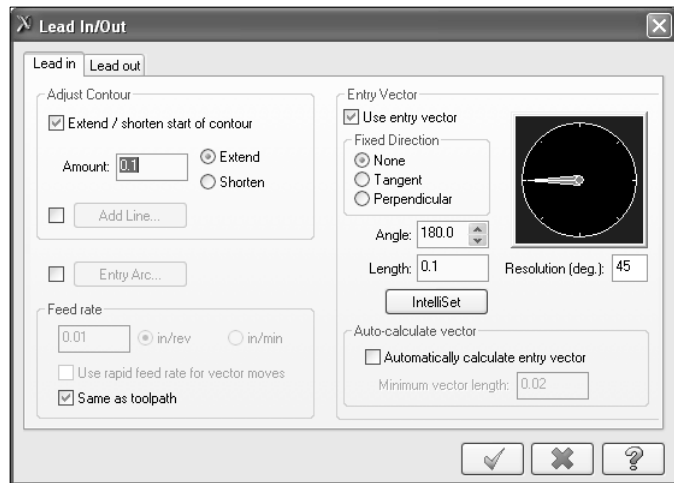 Lead In/Out
Lead in
Lead out
Adjust Contour
Extend / shorten start of contour
Amount: 0.1
Extend
Shorten
Add Line...
Entry Arc...
Feed rate
0.01 in/rev in/min
Use rapid feed rate for vector moves
Same as toolpath
Entry Vector
Use entry vector
Fixed Direction
None
Tangent
Perpendicular
Angle: 180.0
Length: 0.1
Resolution (deg.): 45
IntelliSet
Auto-calculate vector
Automatically calculate entry vector
Minimum vector length: 0.02
?